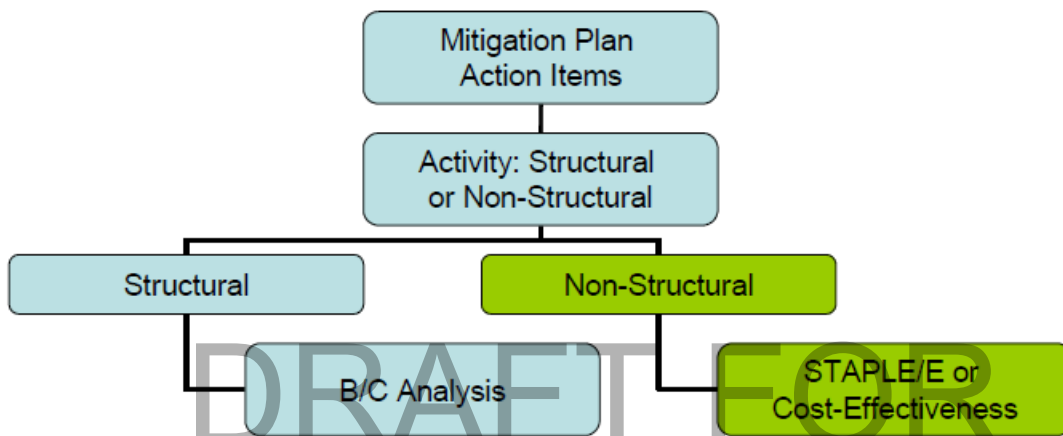 Mitigation Plan
Action Items
Activity: Structural
or Non-Structural
Structural
Non-Structural
B/C Analysis
STAPLE/E or
Cost-Effectiveness
DRAFT FOR